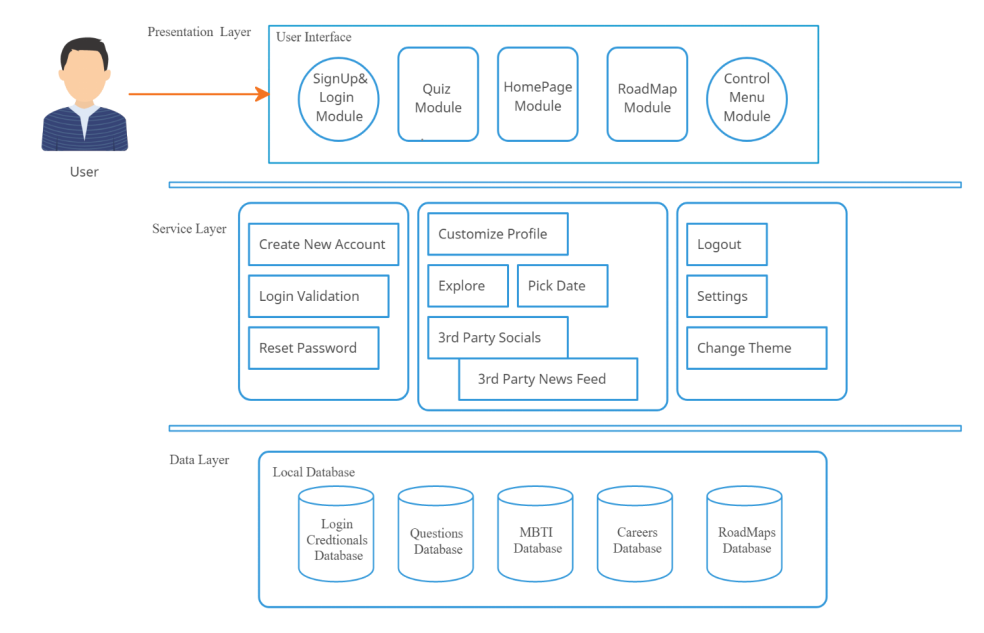 Presentation Layer
User Interface
SignUp&
Login
Module
Quiz
Module
HomePage
Module
RoadMap
Module
Control
Menu
Module
User
Service Layer
Create New Account
Login Validation
Reset Password
Customize Profile
Explore
Pick Date
3rd Party Socials
3rd Party News Feed
Logout
Settings
Change Theme
Data Layer
Local Database
Login
Credtionals
Database
Questions
Database
MBTI
Database
Careers
Database
RoadMaps
Database